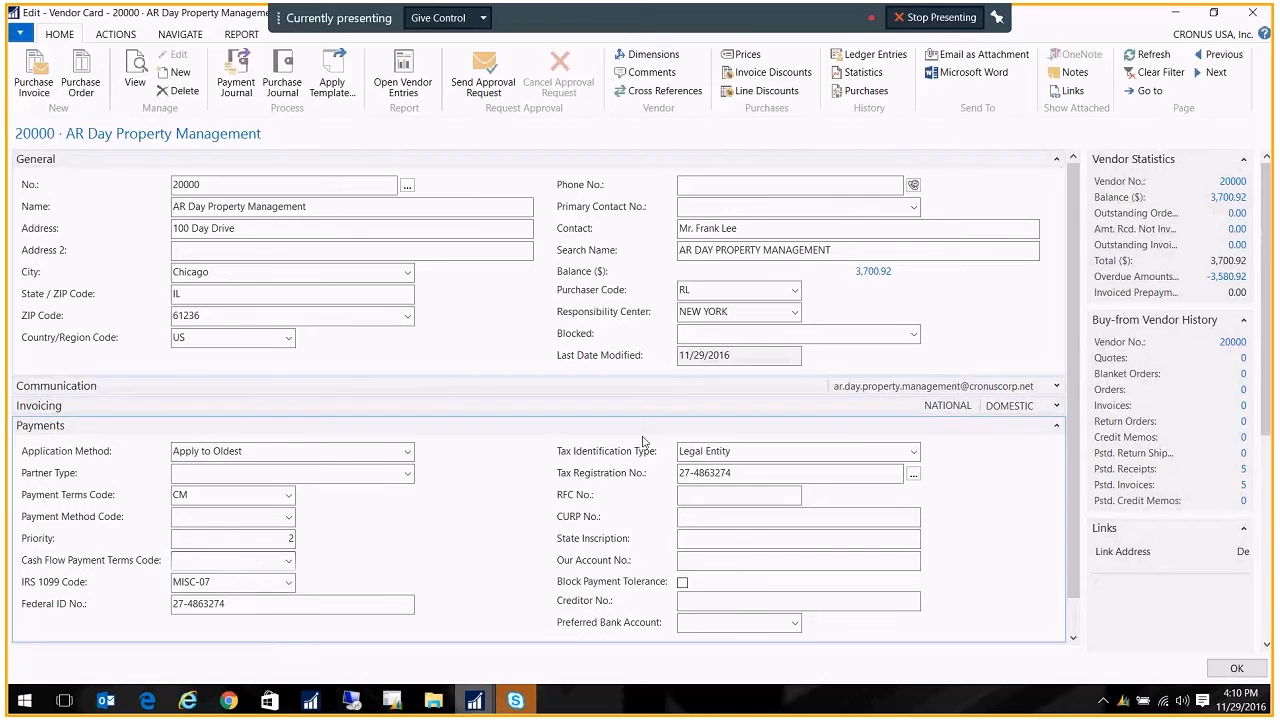 Edit - Vendor Card - 20000 · AR Day Property Manageme
Currently presenting
Give Control
Stop Presenting
HOME
ACTIONS
NAVIGATE
REPORT
CRONUS USA, Inc.
Purchase Invoice
Purchase Order
New
View
Edit
New
Delete
Manage
Payment Journal
Purchase Journal
Apply Template...
Process
Open Vendor Entries
Report
Send Approval Request
Cancel Approval Request
Request Approval
Dimensions
Comments
Cross References
Vendor
Prices
Invoice Discounts
Line Discounts
Purchases
Ledger Entries
Statistics
Purchases
History
Email as Attachment
Microsoft Word
Send To
OneNote
Notes
Links
Show Attached
Refresh
Clear Filter
Go to
Previous
Next
Page
20000 · AR Day Property Management
General
No.: 20000
Name: AR Day Property Management
Address: 100 Day Drive
Address 2:
City: Chicago
State / ZIP Code: IL
ZIP Code: 61236
Country/Region Code: US
Phone No.:
Primary Contact No.:
Contact: Mr. Frank Lee
Search Name: AR DAY PROPERTY MANAGEMENT
Balance ($): 3,700.92
Purchaser Code: RL
Responsibility Center: NEW YORK
Blocked:
Last Date Modified: 11/29/2016
Communication ar.day.property.management@cronuscorp.net
Invoicing NATIONAL DOMESTIC
Payments
Application Method: Apply to Oldest
Partner Type:
Payment Terms Code: CM
Payment Method Code:
Priority: 2
Cash Flow Payment Terms Code:
IRS 1099 Code: MISC-07
Federal ID No.: 27-4863274
Tax Identification Type: Legal Entity
Tax Registration No.: 27-4863274
RFC No.:
CURP No.:
State Inscription:
Our Account No.:
Block Payment Tolerance:
Creditor No.:
Preferred Bank Account:
Vendor Statistics
Vendor No.: 20000
Balance ($): 3,700.92
Outstanding Orde... 0.00
Amt. Rcd. Not Inv... 0.00
Outstanding Invoi... 0.00
Total ($): 3,700.92
Overdue Amounts... -3,580.92
Invoiced Prepaym... 0.00
Buy-from Vendor History
Vendor No.: 20000
Quotes: 0
Blanket Orders: 0
Orders: 0
Invoices: 0
Return Orders: 0
Credit Memos: 0
Pstd. Return Ship... 0
Pstd. Receipts: 5
Pstd. Invoices: 5
Pstd. Credit Memos: 0
Links
Link Address De
OK
4:10 PM
11/29/2016